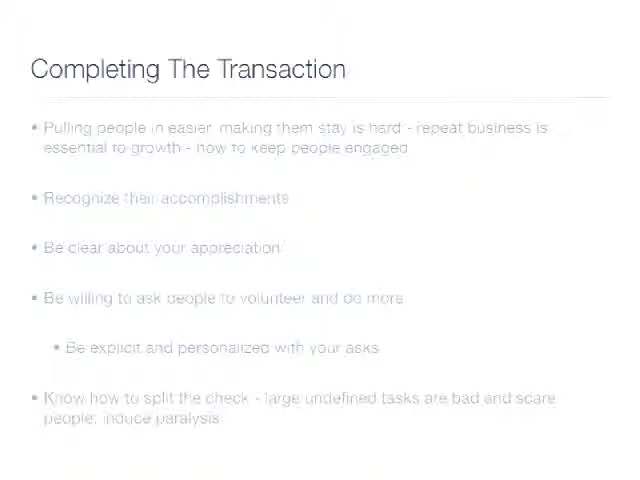 Completing The Transaction
• Pulling people in easier, making them stay is hard - repeat business is
essential to growth - how to keep people engaged
• Recognize their accomplishments
• Be clear about your appreciation
• Be willing to ask people to volunteer and do more
• Be explicit and personalized with your asks
• Know how to split the check - large undefined tasks are bad and scare
people; induce paralysis